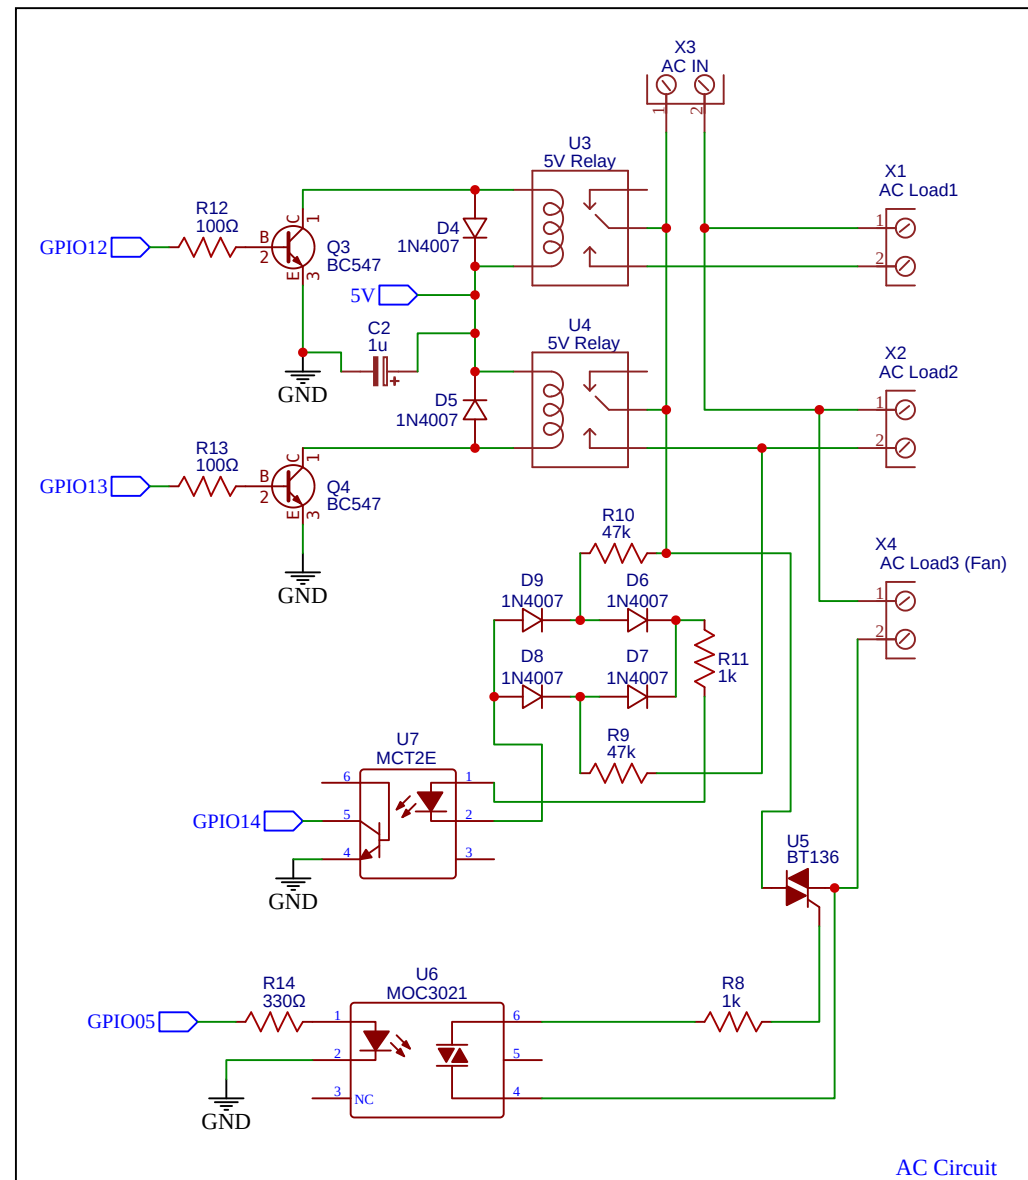 X3
AC IN
1
2
U3
5V Relay
X1
AC Load1
1
2
R12
100Ω
GPIO12
B
2
C
1
E
3
Q3
BC547
D4
1N4007
5V
C2
1u
+
GND
U4
5V Relay
X2
AC Load2
1
2
D5
1N4007
R13
100Ω
GPIO13
B
2
C
1
E
3
Q4
BC547
GND
R10
47k
X4
AC Load3 (Fan)
1
2
D9
1N4007
D6
1N4007
D8
1N4007
D7
1N4007
R11
1k
R9
47k
U7
MCT2E
6
1
5
2
4
3
GPIO14
GND
U5
BT136
U6
MOC3021
R14
330Ω
R8
1k
GPIO05
1
6
2
5
3
NC
4
GND
AC Circuit